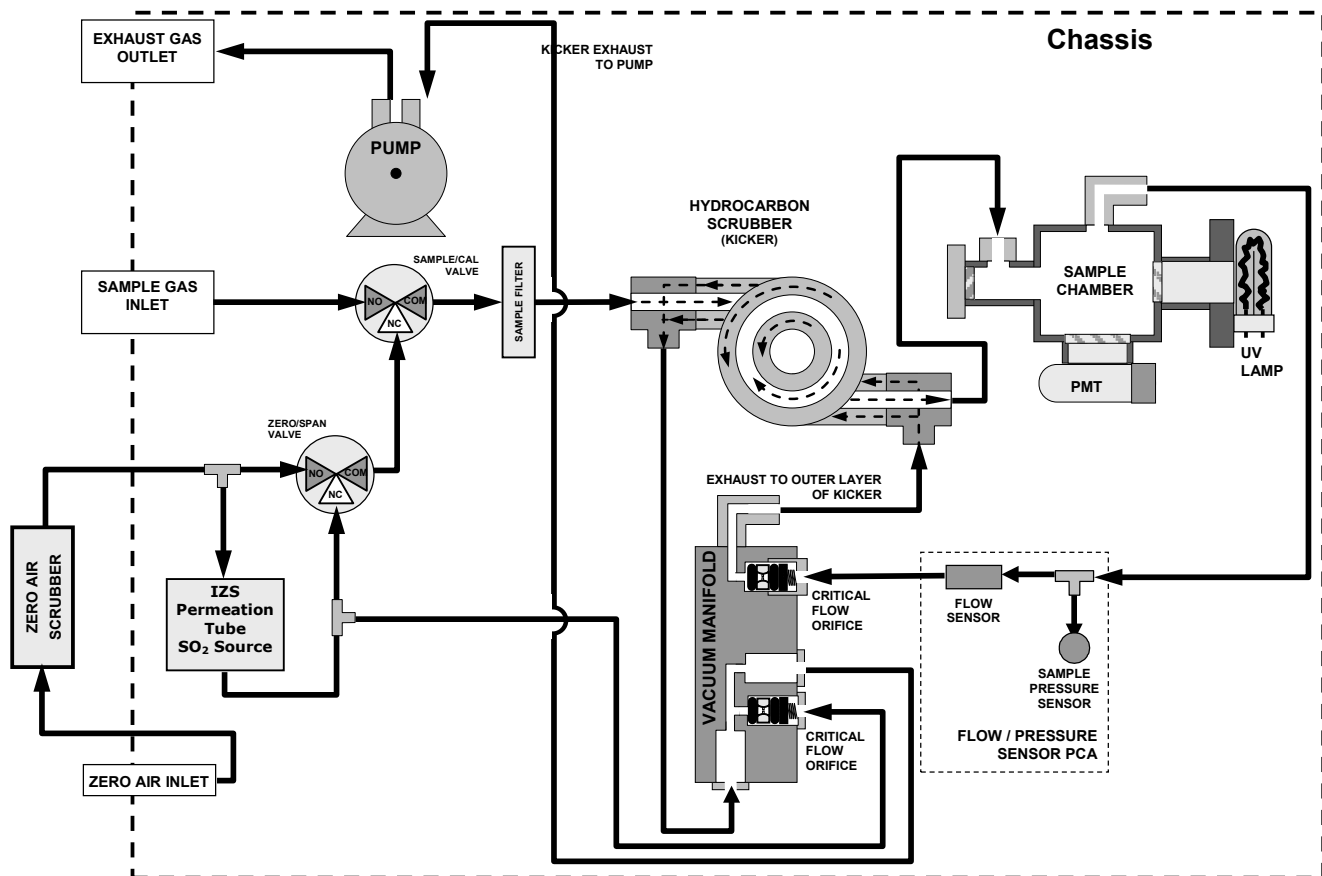 Chassis
EXHAUST GAS
OUTLET
KICKER EXHAUST
TO PUMP
PUMP
HYDROCARBON
SCRUBBER
(KICKER)
SAMPLE/CAL
VALVE
SAMPLE FILTER
SAMPLE GAS
INLET
NO
COM
NC
SAMPLE
CHAMBER
UV
LAMP
PMT
ZERO/SPAN
VALVE
NO
COM
NC
EXHAUST TO OUTER LAYER
OF KICKER
ZERO AIR
SCRUBBER
IZS
Permeation
Tube
SO₂ Source
VACUUM MANIFOLD
CRITICAL
FLOW
ORIFICE
FLOW
SENSOR
SAMPLE
PRESSURE
SENSOR
CRITICAL
FLOW
ORIFICE
FLOW / PRESSURE
SENSOR PCA
ZERO AIR INLET